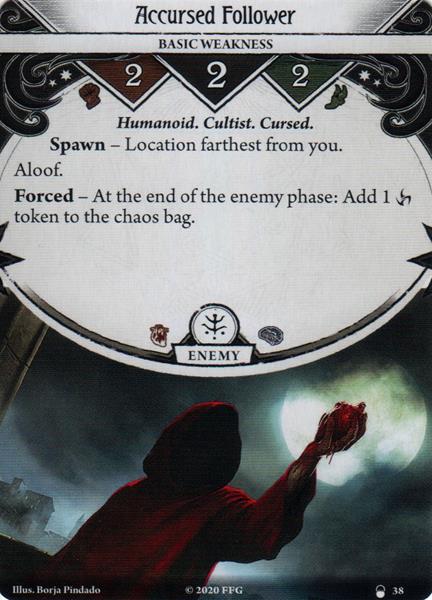 Accursed Follower
BASIC WEAKNESS
2 2 2
Humanoid. Cultist. Cursed.
Spawn – Location farthest from you.
Aloof.
Forced – At the end of the enemy phase: Add 1
token to the chaos bag.
ENEMY
Illus. Borja Pindado © 2020 FFG 38